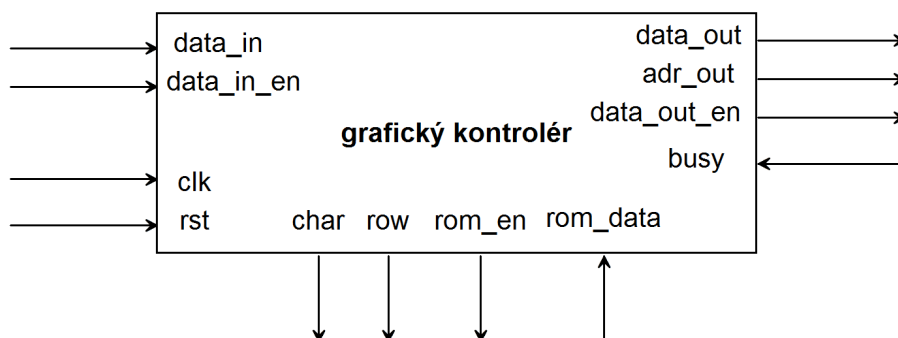 data_in
data_in_en
clk
rst
grafický kontrolér
data_out
adr_out
data_out_en
busy
char row rom_en rom_data